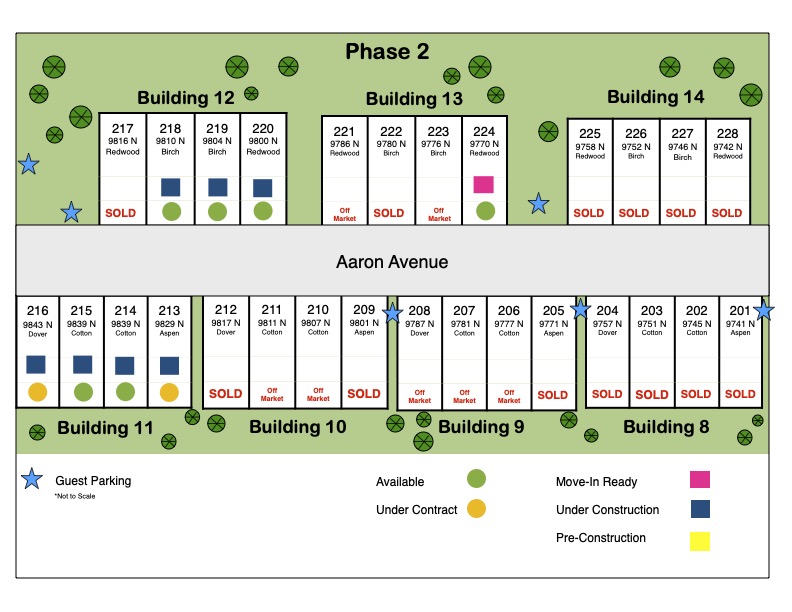 Phase 2
Building 12
Building 13
Building 14
217
9816 N
Redwood
SOLD
218
9810 N
Birch
219
9804 N
Birch
220
9800 N
Redwood
221
9786 N
Redwood
Off
Market
222
9780 N
Birch
SOLD
223
9776 N
Birch
Off
Market
224
9770 N
Redwood
225
9758 N
Redwood
SOLD
226
9752 N
Birch
SOLD
227
9746 N
Birch
SOLD
228
9742 N
Redwood
SOLD
Aaron Avenue
216
9843 N
Dover
215
9839 N
Cotton
214
9839 N
Cotton
213
9829 N
Aspen
212
9817 N
Dover
SOLD
211
9811 N
Cotton
Off
Market
210
9807 N
Cotton
Off
Market
209
9801 N
Aspen
SOLD
208
9787 N
Dover
Off
Market
207
9781 N
Cotton
Off
Market
206
9777 N
Cotton
Off
Market
205
9771 N
Aspen
SOLD
204
9757 N
Dover
SOLD
203
9751 N
Cotton
SOLD
202
9745 N
Cotton
SOLD
201
9741 N
Aspen
SOLD
Building 11
Building 10
Building 9
Building 8
Guest Parking
*Not to Scale
Available
Under Contract
Move-In Ready
Under Construction
Pre-Construction